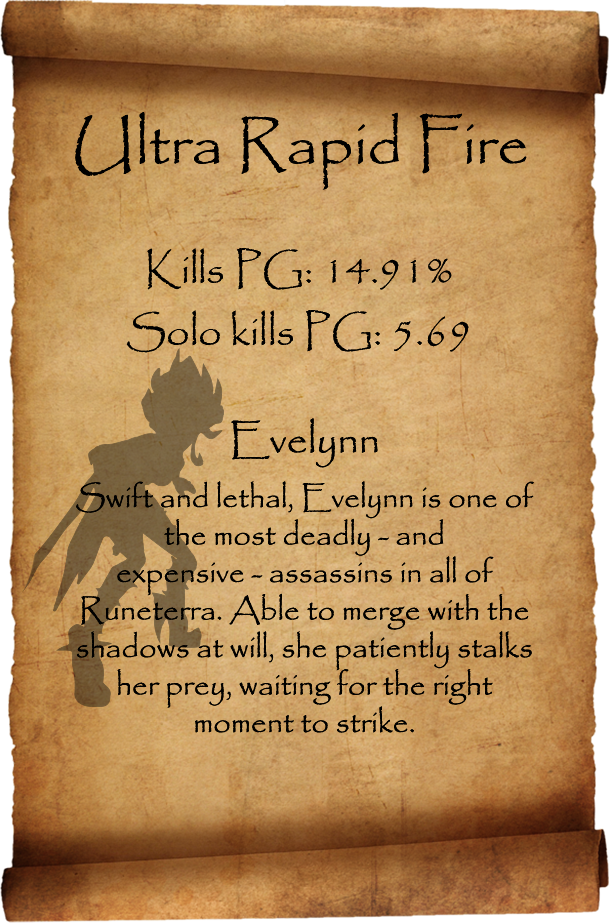 Ultra Rapid Fire
Kills PG: 14.91%
Solo kills PG: 5.69
Evelynn
Swift and lethal, Evelynn is one of
the most deadly - and
expensive - assassins in all of
Runeterra. Able to merge with the
shadows at will, she patiently stalks
her prey, waiting for the right
moment to strike.